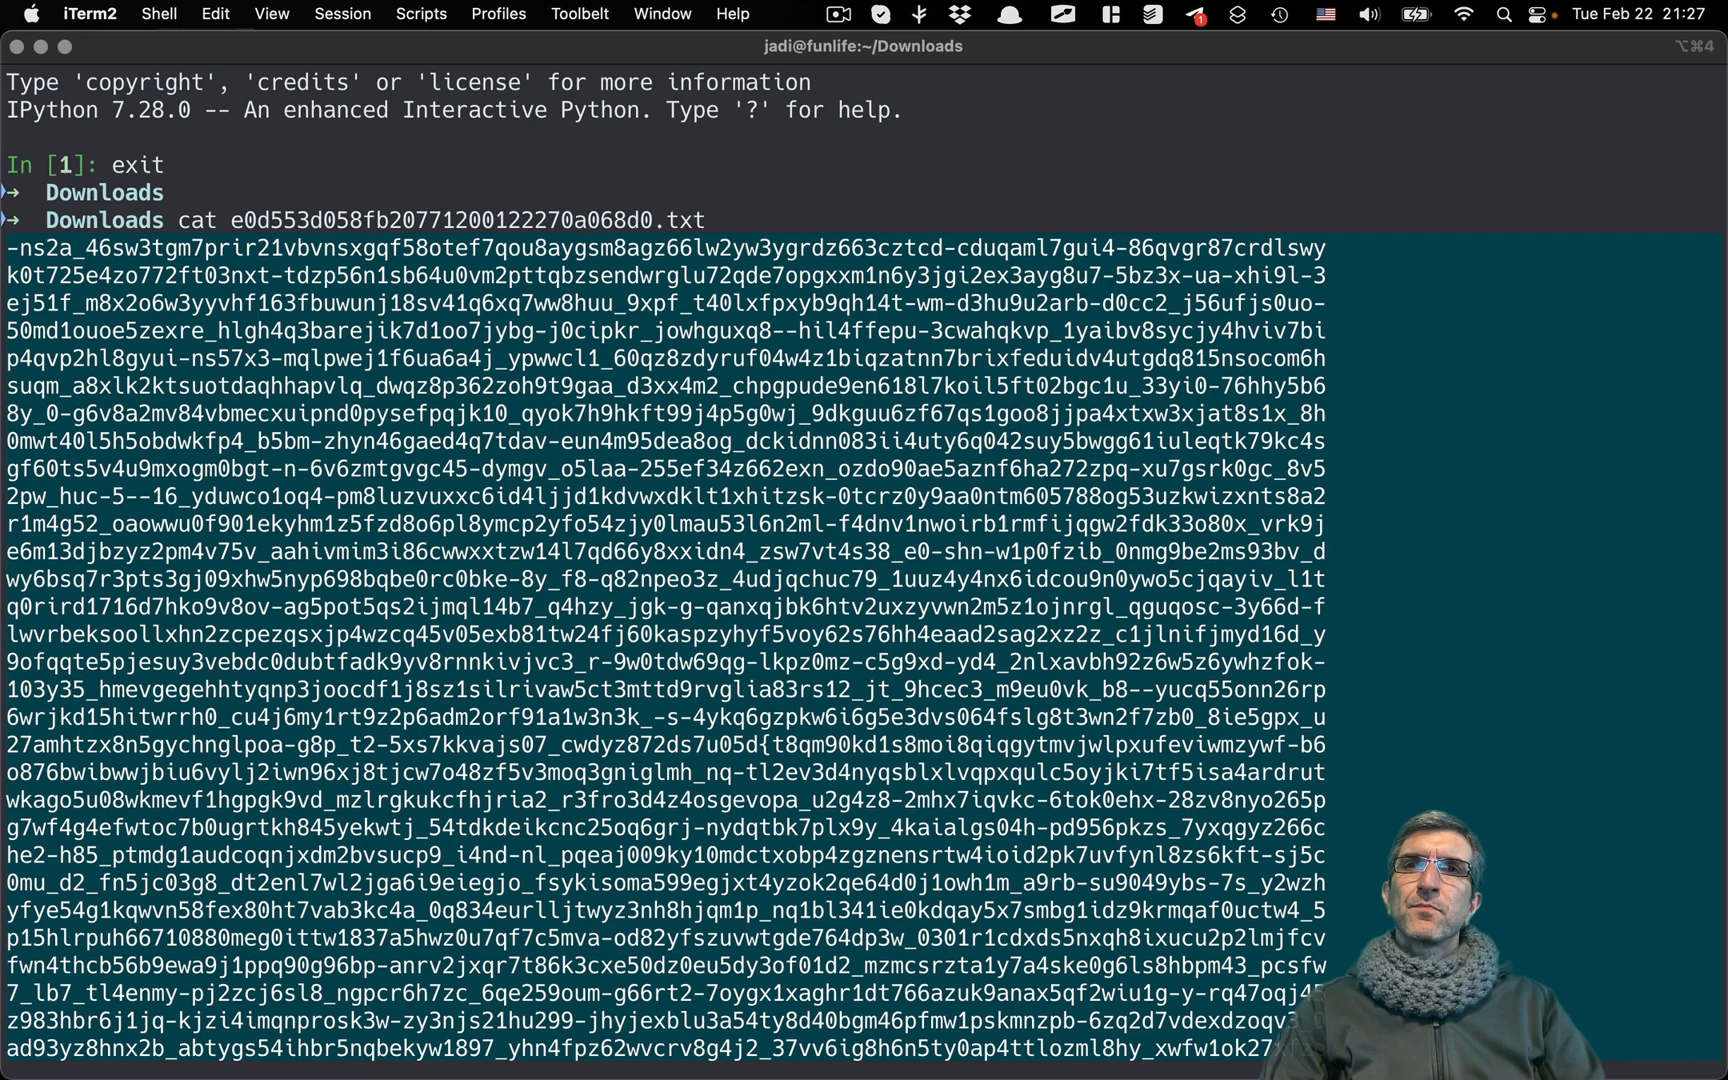 iTerm2 Shell Edit View Session Scripts Profiles Toolbelt Window Help 1 Tue Feb 22 21:27
jadi@funlife:~/Downloads ⌥⌘4
Type 'copyright', 'credits' or 'license' for more information
IPython 7.28.0 -- An enhanced Interactive Python. Type '?' for help.
In [1]: exit
→ Downloads
→ Downloads cat e0d553d058fb20771200122270a068d0.txt
-ns2a_46sw3tgm7prir21vbvnsxgqf58otef7qou8aygsm8agz66lw2yw3ygrdz663cztcd-cduqaml7gui4-86qvgr87crdlswy
k0t725e4zo772ft03nxt-tdzp56n1sb64u0vm2pttqbzsendwrglu72qde7opgxxm1n6y3jgi2ex3ayg8u7-5bz3x-ua-xhi9l-3
ej51f_m8x2o6w3yyvhf163fbuwunj18sv41q6xq7ww8huu_9xpf_t40lxfpxyb9qh14t-wm-d3hu9u2arb-d0cc2_j56ufjs0uo-
50md1ouoe5zexre_hlgh4q3barejik7d1oo7jybg-j0cipkr_jowhguxq8--hil4ffepu-3cwahqkvp_1yaibv8sycjy4hviv7bi
p4qvp2hl8gyui-ns57x3-mqlpwej1f6ua6a4j_ypwwcl1_60qz8zdyruf04w4z1biqzatnn7brixfeduidv4utgdq815nsocom6h
suqm_a8xlk2ktsuotdaqhhapvlq_dwqz8p362zoh9t9gaa_d3xx4m2_chpgpude9en618l7koil5ft02bgc1u_33yi0-76hhy5b6
8y_0-g6v8a2mv84vbmecxuipnd0pysefpqjk10_qyok7h9hkft99j4p5g0wj_9dkguu6zf67qs1goo8jjpa4xtxw3xjat8s1x_8h
0mwt40l5h5obdwkfp4_b5bm-zhyn46gaed4q7tdav-eun4m95dea8og_dckidnn083ii4uty6q042suy5bwgg61iuleqtk79kc4s
gf60ts5v4u9mxogm0bgt-n-6v6zmtgvgc45-dymgv_o5laa-255ef34z662exn_ozdo90ae5aznf6ha272zpq-xu7gsrk0gc_8v5
2pw_huc-5--16_yduwco1oq4-pm8luzvuxxc6id4ljjd1kdvwxdklt1xhitzsk-0tcrz0y9aa0ntm605788og53uzkwizxnts8a2
r1m4g52_oaowwu0f901ekyhm1z5fzd8o6pl8ymcp2yfo54zjy0lmau53l6n2ml-f4dnv1nwoirb1rmfijqgw2fdk33o80x_vrk9j
e6m13djbzyz2pm4v75v_aahivmim3i86cwwxxtzw14l7qd66y8xxidn4_zsw7vt4s38_e0-shn-w1p0fzib_0nmg9be2ms93bv_d
wy6bsq7r3pts3gj09xhw5nyp698bqbe0rc0bke-8y_f8-q82npeo3z_4udjqchuc79_1uuz4y4nx6idcou9n0ywo5cjqayiv_l1t
q0rird1716d7hko9v8ov-ag5pot5qs2ijmql14b7_q4hzy_jgk-g-qanxqjbk6htv2uxzyvwn2m5z1ojnrgl_qguqosc-3y66d-f
lwvrbeksoollxhn2zcpezqsxjp4wzcq45v05exb81tw24fj60kaspzyhyf5voy62s76hh4eaad2sag2xz2z_c1jlnifjmyd16d_y
9ofqqte5pjesuy3vebdc0dubtfadk9yv8rnnkivjvc3_r-9w0tdw69qg-lkpz0mz-c5g9xd-yd4_2nlxavbh92z6w5z6ywhzfok-
103y35_hmevgegehhtyqnp3joocdf1j8sz1silrivaw5ct3mttd9rvglia83rs12_jt_9hcec3_m9eu0vk_b8--yucq55onn26rp
6wrjkd15hitwrrh0_cu4j6my1rt9z2p6adm2orf91a1w3n3k_-s-4ykq6gzpkw6i6g5e3dvs064fslg8t3wn2f7zb0_8ie5gpx_u
27amhtzx8n5gychnglpoa-g8p_t2-5xs7kkvajs07_cwdyz872ds7u05d{t8qm90kd1s8moi8qiqgytmvjwlpxufeviwmzywf-b6
o876bwibwwjbiu6vylj2iwn96xj8tjcw7o48zf5v3moq3gniglmh_nq-tl2ev3d4nyqsblxlvqpxqulc5oyjki7tf5isa4ardrut
wkago5u08wkmevf1hgpgk9vd_mzlrgkukcfhjria2_r3fro3d4z4osgevopa_u2g4z8-2mhx7iqvkc-6tok0ehx-28zv8nyo265p
g7wf4g4efwtoc7b0ugrtkh845yekwtj_54tdkdeikcnc25oq6grj-nydqtbk7plx9y_4kaialgs04h-pd956pkzs_7yxqgyz266c
he2-h85_ptmdg1audcoqnjxdm2bvsucp9_i4nd-nl_pqeaj009ky10mdctxobp4zgznensrtw4ioid2pk7uvfynl8zs6kft-sj5c
0mu_d2_fn5jc03g8_dt2enl7wl2jga6i9eiegjo_fsykisoma599egjxt4yzok2qe64d0j1owh1m_a9rb-su9049ybs-7s_y2wzh
yfye54g1kqwvn58fex80ht7vab3kc4a_0q834eurlljtwyz3nh8hjqm1p_nq1bl341ie0kdqay5x7smbg1idz9krmqaf0uctw4_5
p15hlrpuh66710880meg0ittw1837a5hwz0u7qf7c5mva-od82yfszuvwtgde764dp3w_0301r1cdxds5nxqh8ixucu2p2lmjfcv
fwn4thcb56b9ewa9j1ppq90g96bp-anrv2jxqr7t86k3cxe50dz0eu5dy3of01d2_mzmcsrzta1y7a4ske0g6ls8hbpm43_pcsfw
7_lb7_tl4enmy-pj2zcj6sl8_ngpcr6h7zc_6qe259oum-g66rt2-7oygx1xaghr1dt766azuk9anax5qf2wiu1g-y-rq47oqj45
z983hbr6j1jq-kjzi4imqnprosk3w-zy3njs21hu299-jhyjexblu3a54ty8d40bgm46pfmw1pskmnzpb-6zq2d7vdexdzoqv3_0
ad93yz8hnx2b_abtygs54ihbr5nqbekyw1897_yhn4fpz62wvcrv8g4j2_37vv6ig8h6n5ty0ap4ttlozml8hy_xwfw1ok27